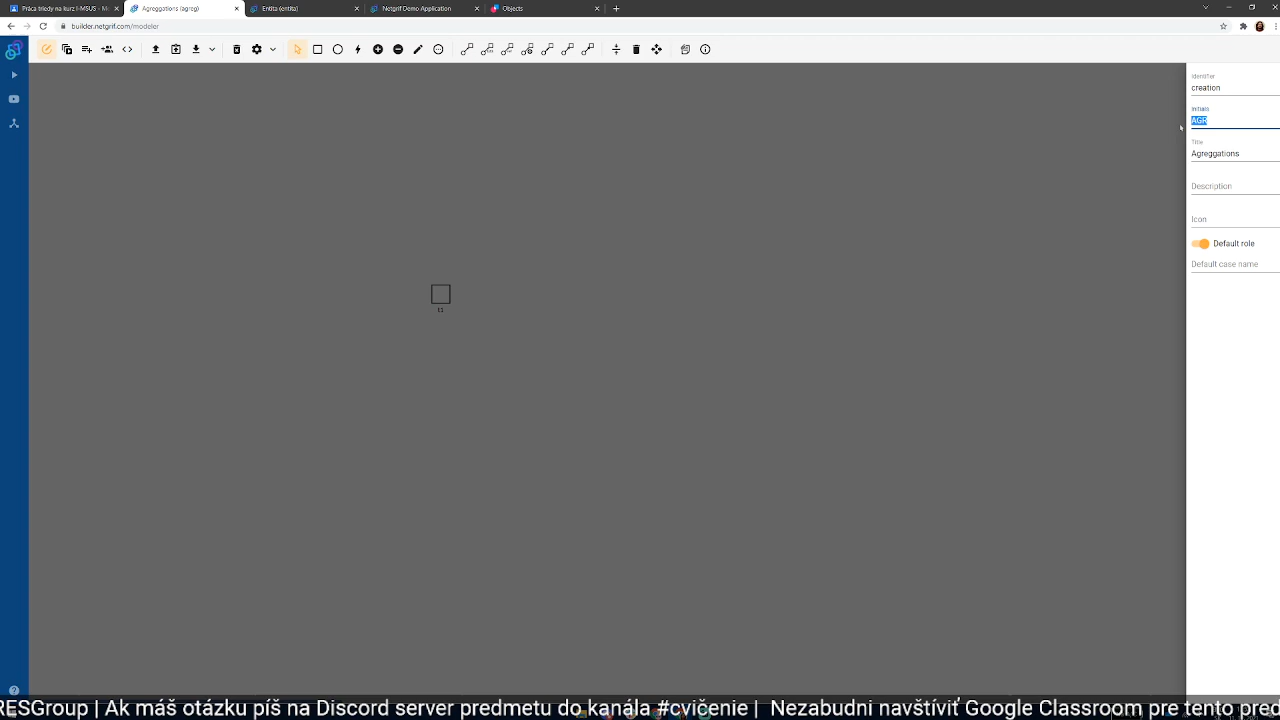 Práca triedy na kurz I-MSUS - Mo
Agreggations (agreg)
Entita (entita)
Netgrif Demo Application
Objects
builder.netgrif.com/modeler
Identifier
creation
Initials
AGR
Title
Agreggations
Description
Icon
Default role
Default case name
t1
RESGroup | Ak máš otázku píš na Discord server predmetu do kanála #cvičenie | Nezabudni navštíviť Google Classroom pre tento pred